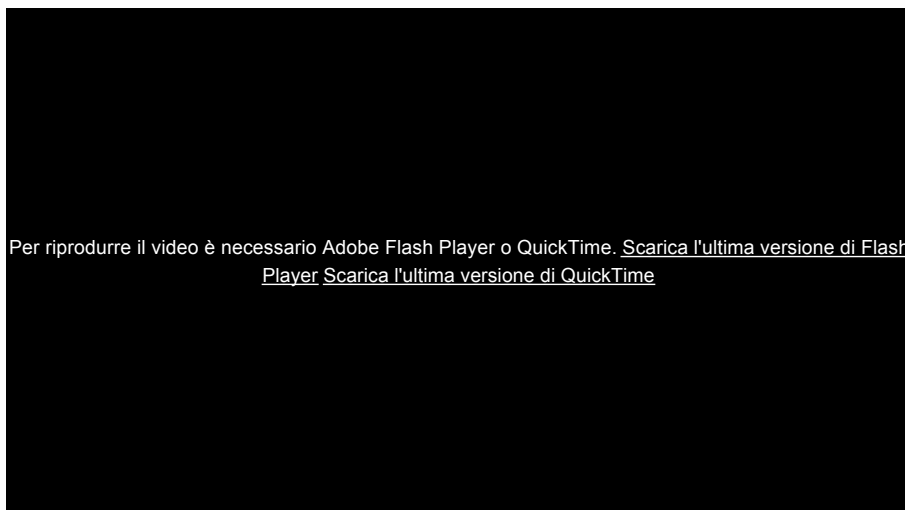 Per riprodurre il video è necessario Adobe Flash Player o QuickTime. Scarica l'ultima versione di Flash
Player Scarica l'ultima versione di QuickTime